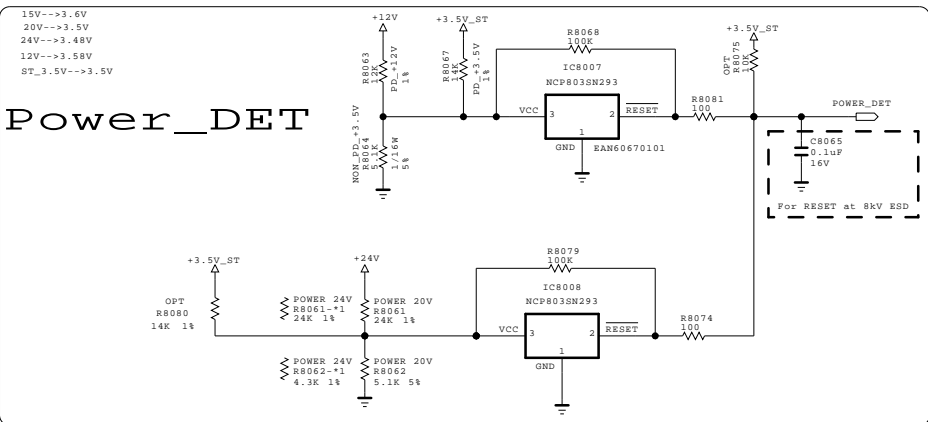 15V-->3.6V
20V-->3.5V
24V-->3.48V
12V-->3.58V
ST_3.5V-->3.5V
Power_DET
+12V
R8063
12K
PD_+12V
1%
+3.5V_ST
R8067
14K
PD_+3.5V
1%
NON_PD_+3.5V
R8064
5.1K
1/16W
5%
R8068
100K
IC8007
NCP803SN293
VCC
3
2
RESET
1
GND
EAN60670101
R8081
100
+3.5V_ST
OPT
R8075
10K
POWER_DET
C8065
0.1uF
16V
For RESET at 8kV ESD
+3.5V_ST
OPT
R8080
14K 1%
+24V
POWER 24V
R8061-*1
24K 1%
POWER 20V
R8061
24K 1%
POWER 24V
R8062-*1
4.3K 1%
POWER 20V
R8062
5.1K 5%
R8079
100K
IC8008
NCP803SN293
VCC
3
2
RESET
1
GND
R8074
100